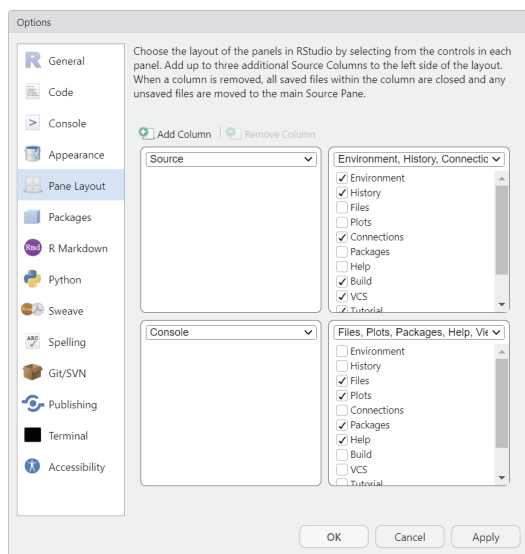 Options
General
Code
Console
Appearance
Pane Layout
Packages
Rmd R Markdown
Python
Sweave
ABC Spelling
Git/SVN
Publishing
Terminal
Accessibility
Choose the layout of the panels in RStudio by selecting from the controls in each
panel. Add up to three additional Source Columns to the left side of the layout.
When a column is removed, all saved files within the column are closed and any
unsaved files are moved to the main Source Pane.
Add Column Remove Column
Source
Environment, History, Connectic
Environment
History
Files
Plots
Connections
Packages
Help
Build
VCS
Tutorial
Console
Files, Plots, Packages, Help, Vie
Environment
History
Files
Plots
Connections
Packages
Help
Build
VCS
Tutorial
OK Cancel Apply